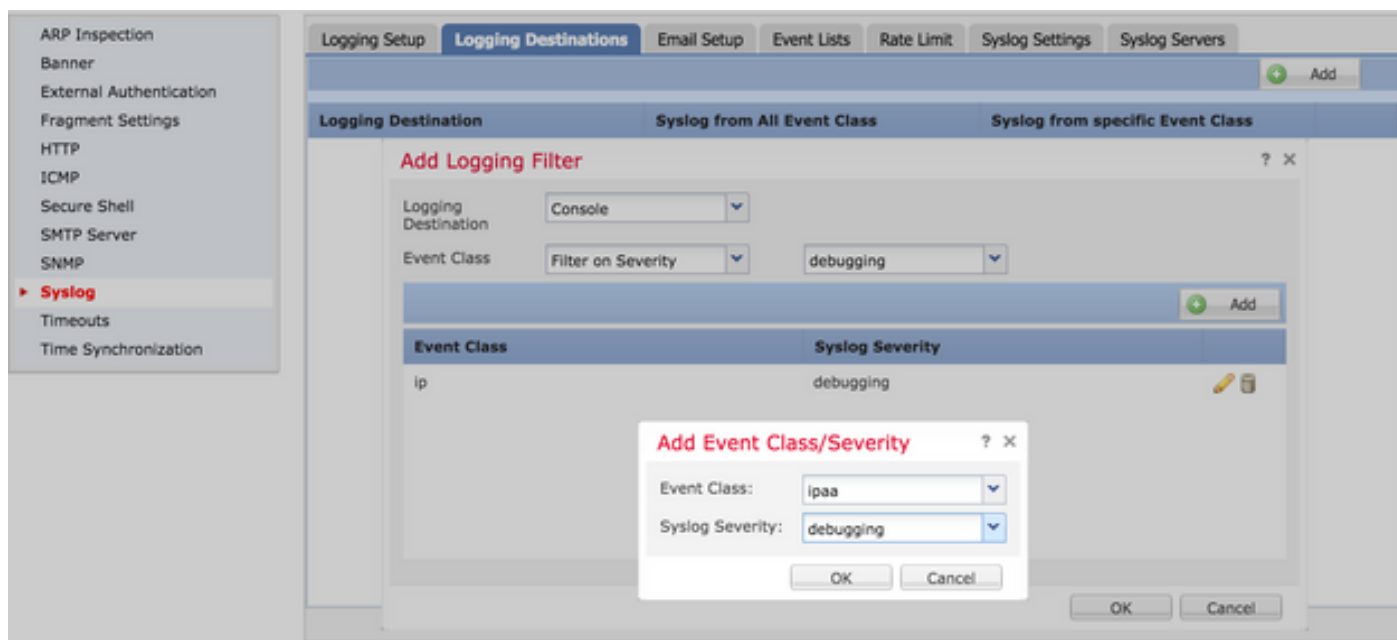 ARP Inspection
Banner
External Authentication
Fragment Settings
HTTP
ICMP
Secure Shell
SMTP Server
SNMP
Syslog
Timeouts
Time Synchronization
Logging Setup Logging Destinations Email Setup Event Lists Rate Limit Syslog Settings Syslog Servers
Add
Logging Destination Syslog from All Event Class Syslog from specific Event Class
Add Logging Filter ? ×
Logging
Destination
Console
Event Class Filter on Severity debugging
Add
Event Class Syslog Severity
ip debugging
Add Event Class/Severity ? ×
Event Class: ipaa
Syslog Severity: debugging
OK Cancel
OK Cancel